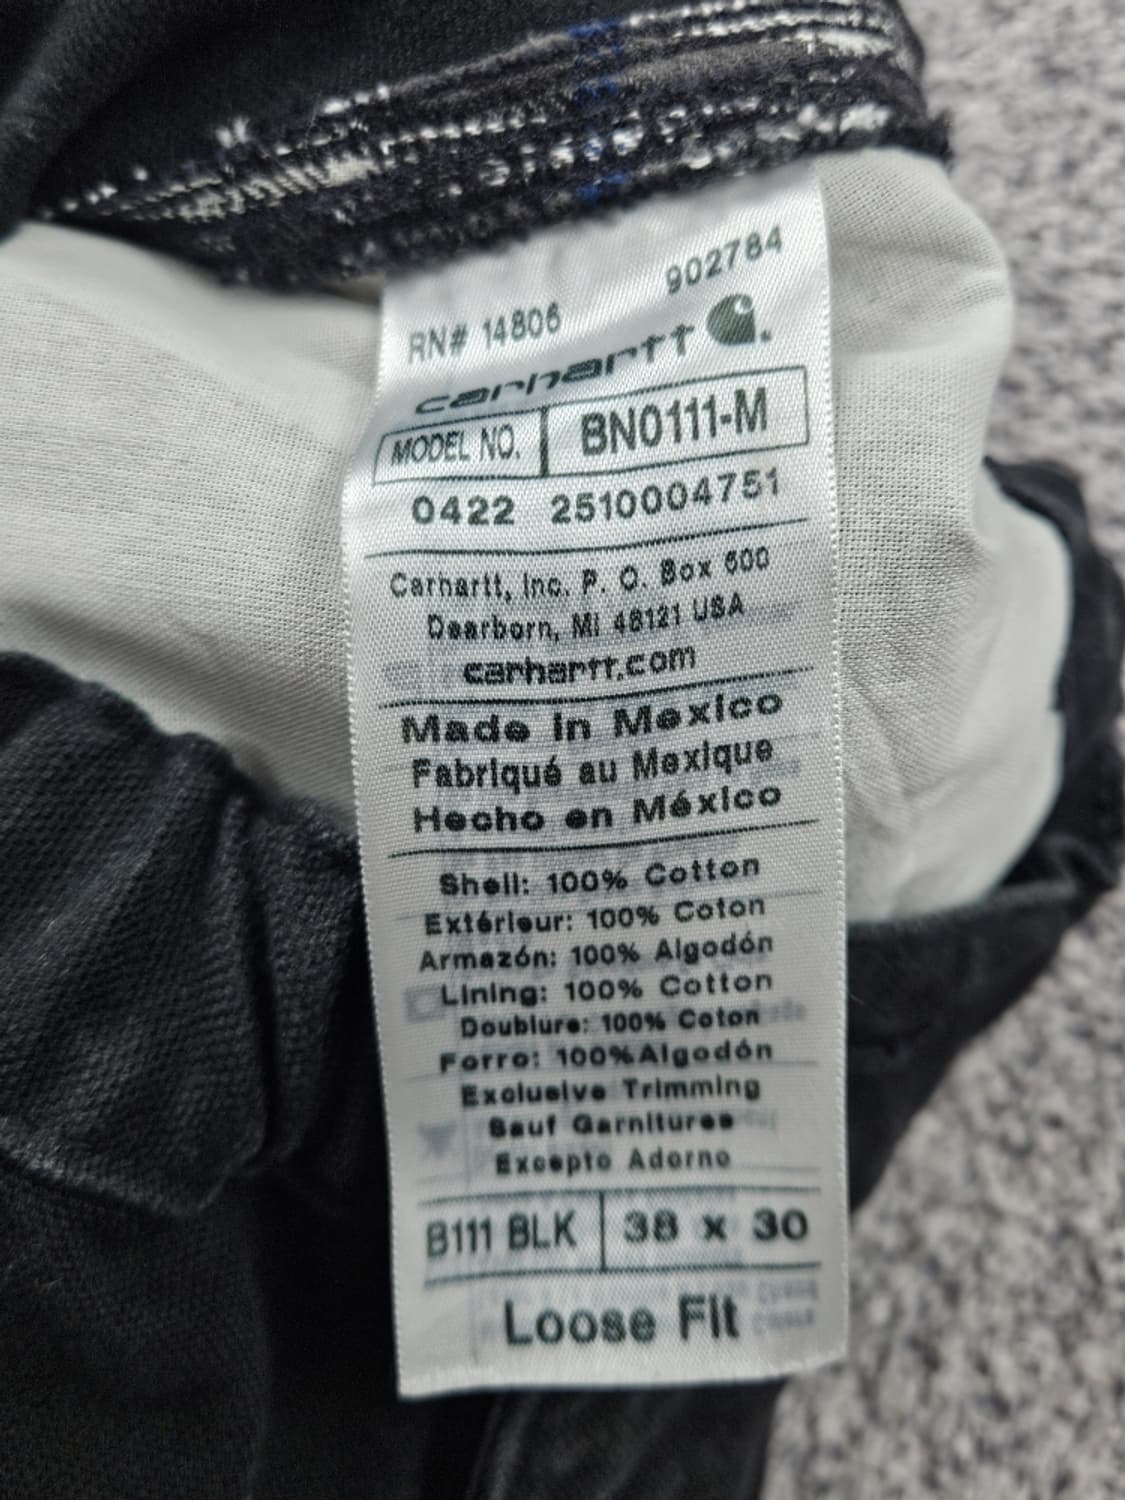 902784
RN# 14806
carhartt
MODEL NO. BN0111-M
0422 2510004751
Carhartt, Inc. P. O. Box 600
Dearborn, MI 48121 USA
carhartt.com
Made in Mexico
Fabriqué au Mexique
Hecho en México
Shell: 100% Cotton
Extérieur: 100% Coton
Armazón: 100% Algodón
Lining: 100% Cotton
Doublure: 100% Coton
Forro: 100%Algodón
Exclusive Trimming
Sauf Garnitures
Excepto Adorno
B111 BLK 38 x 30
Loose Fit